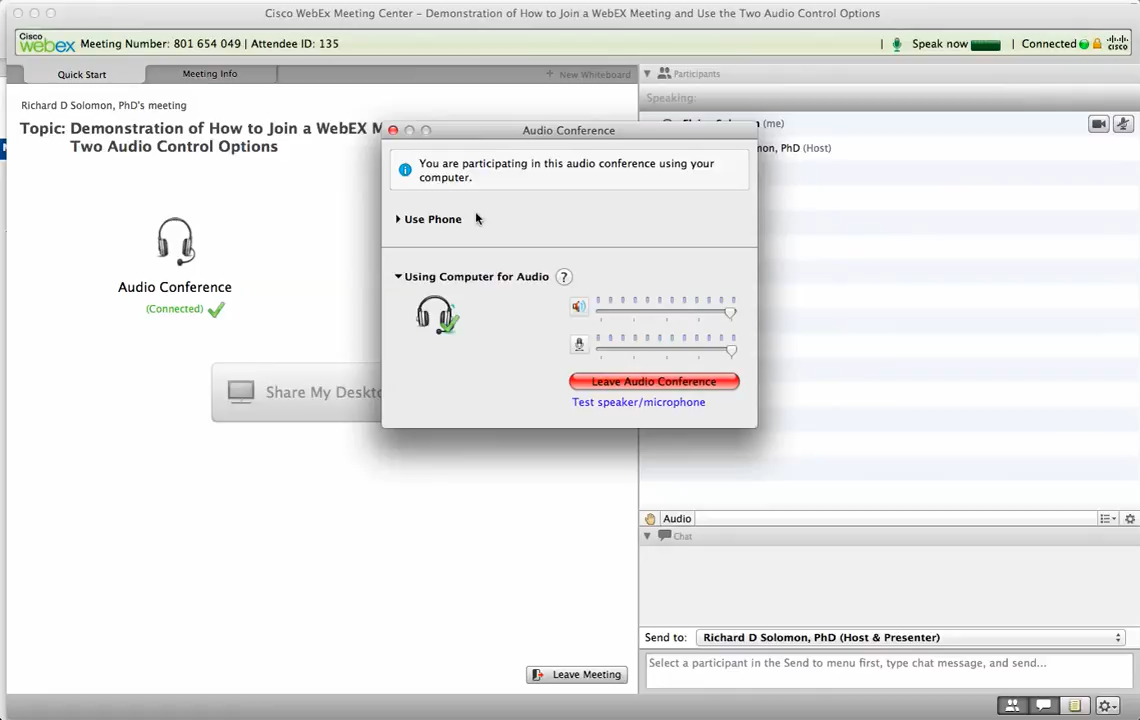 Cisco WebEx Meeting Center - Demonstration of How to Join a WebEX Meeting and Use the Two Audio Control Options
Cisco webex Meeting Number: 801 654 049 | Attendee ID: 135 | Speak now | Connected cisco
Quick Start Meeting Info + New Whiteboard Participants
Richard D Solomon, PhD's meeting
Speaking:
Topic: Demonstration of How to Join a WebEX M
Two Audio Control Options
(me)
PhD (Host)
Audio Conference
You are participating in this audio conference using your
computer.
Use Phone
Using Computer for Audio ?
Audio Conference
(Connected)
Leave Audio Conference
Test speaker/microphone
Share My Deskto
Audio
Chat
Send to: Richard D Solomon, PhD (Host & Presenter)
Select a participant in the Send to menu first, type chat message, and send...
Leave Meeting